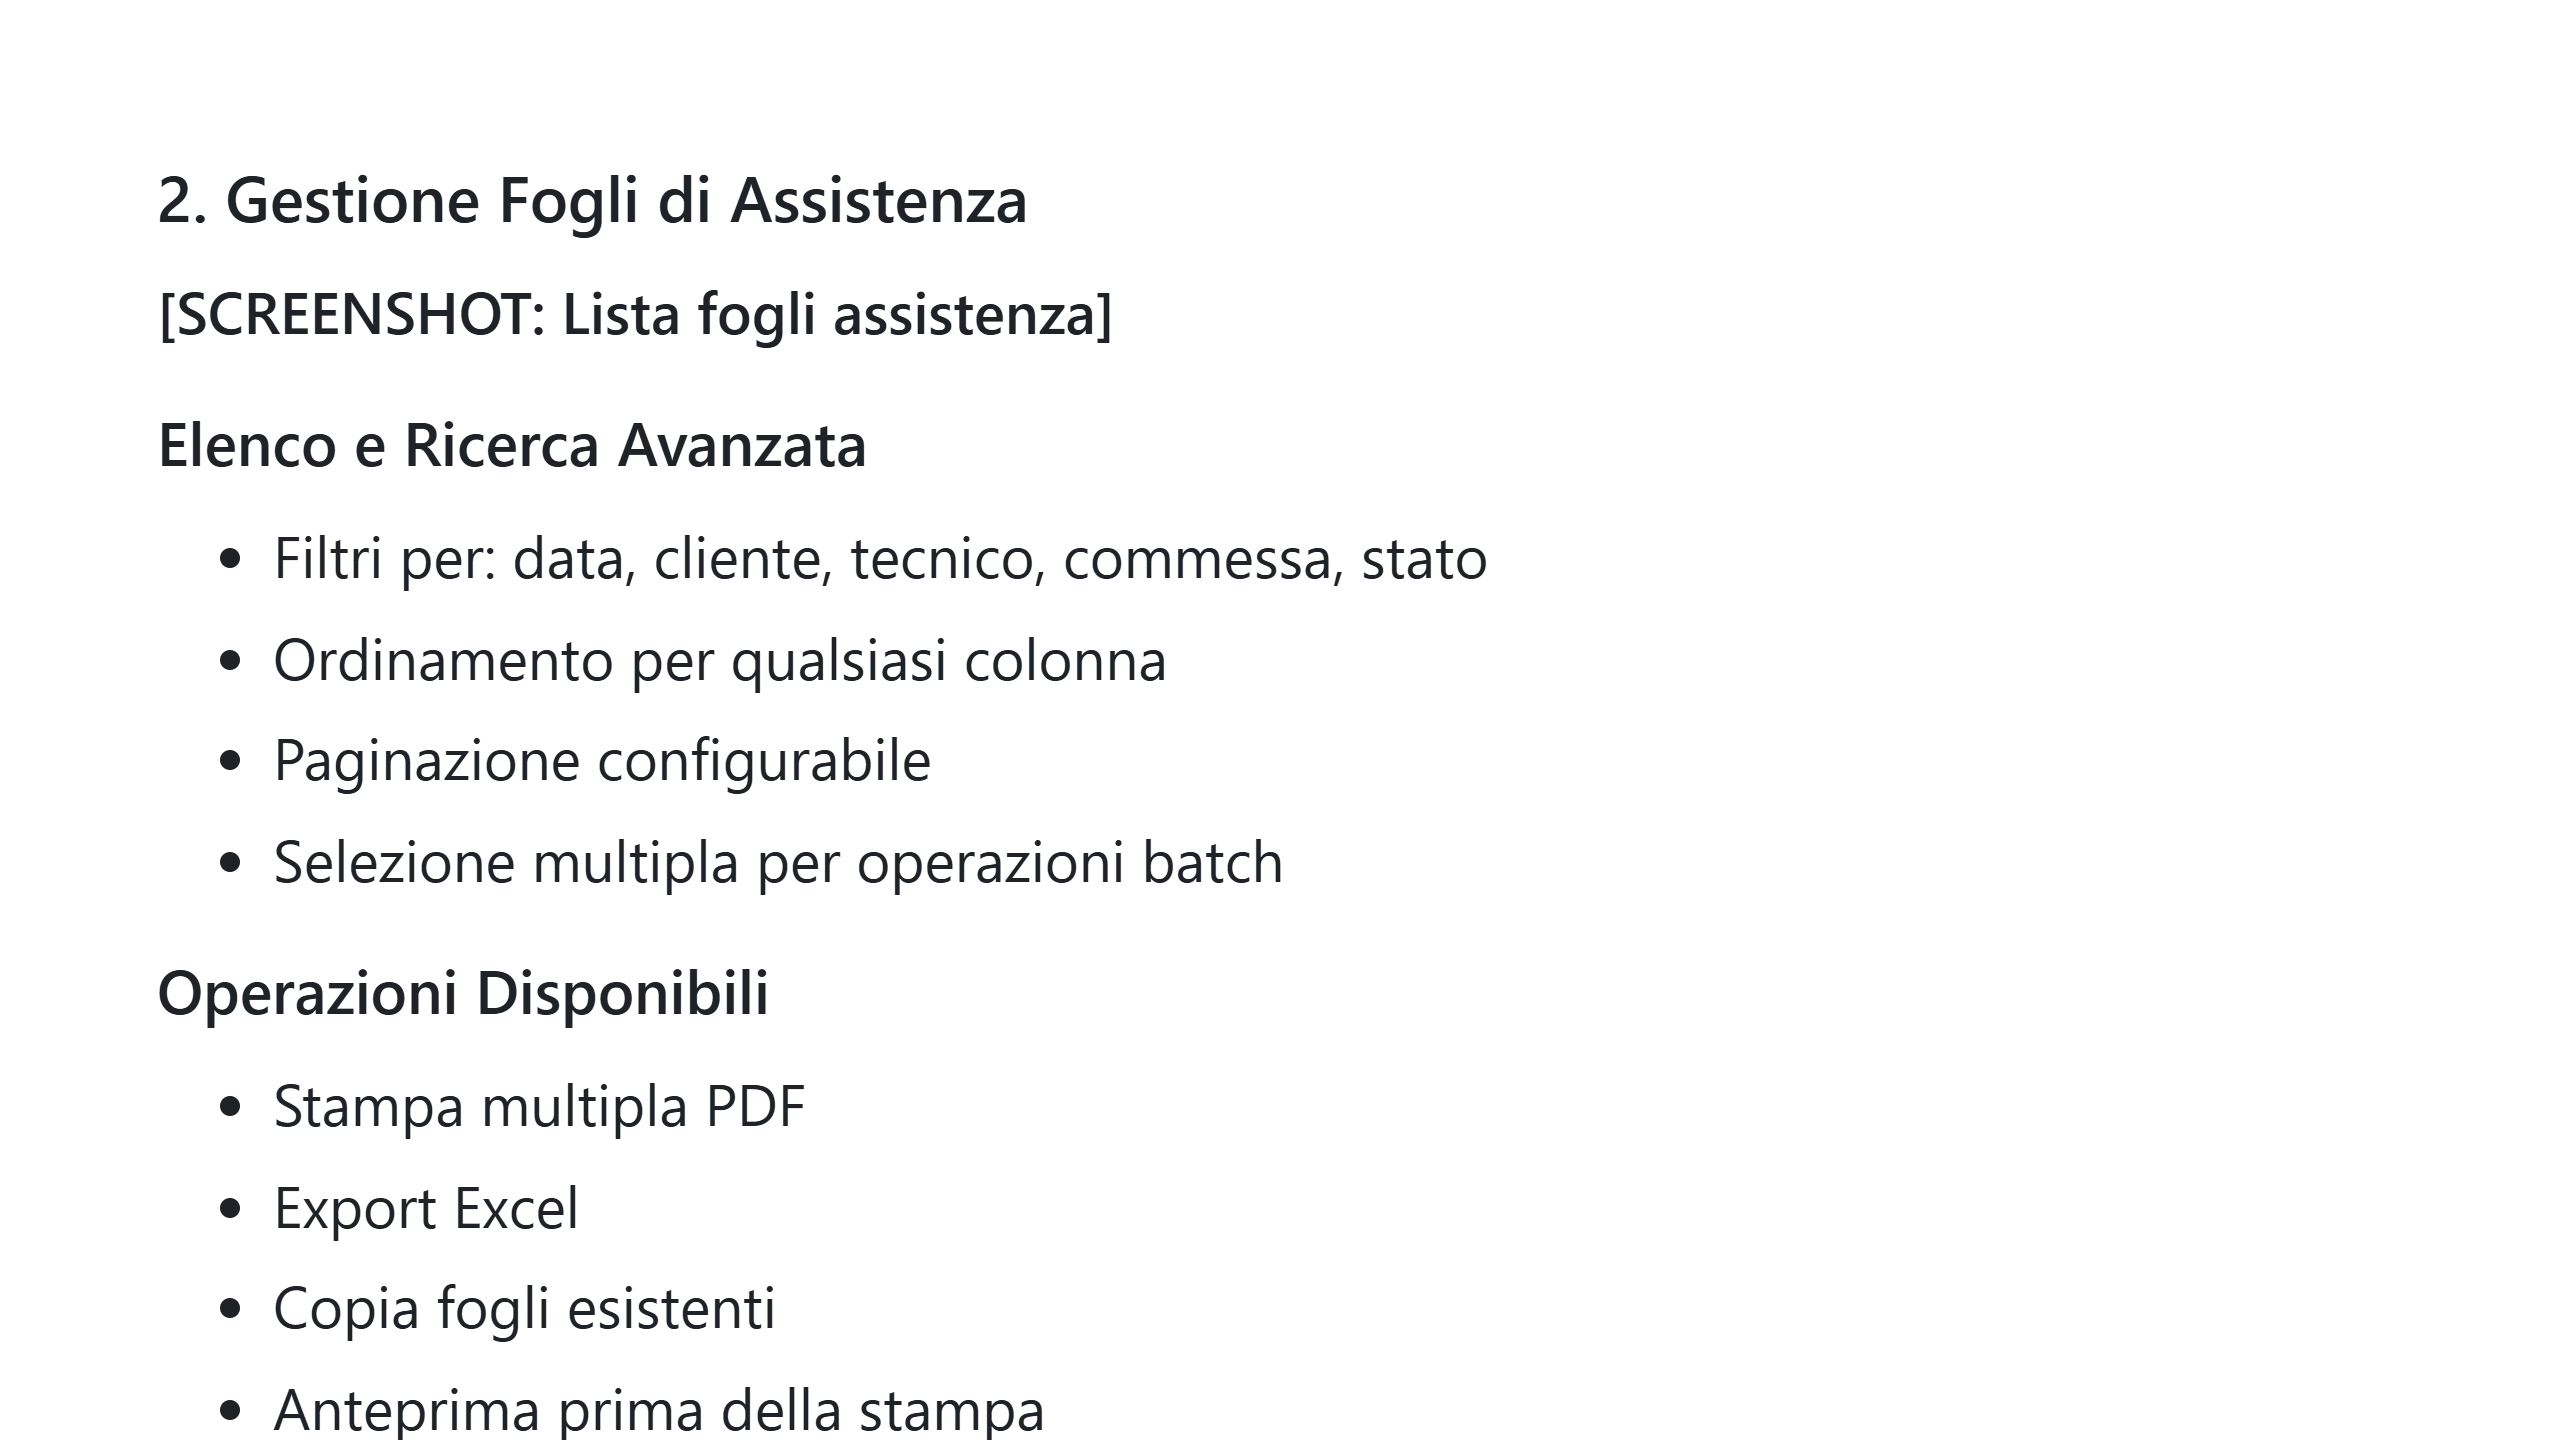 2. Gestione Fogli di Assistenza
[SCREENSHOT: Lista fogli assistenza]
Elenco e Ricerca Avanzata
• Filtri per: data, cliente, tecnico, commessa, stato
• Ordinamento per qualsiasi colonna
• Paginazione configurabile
• Selezione multipla per operazioni batch
Operazioni Disponibili
• Stampa multipla PDF
• Export Excel
• Copia fogli esistenti
• Anteprima prima della stampa